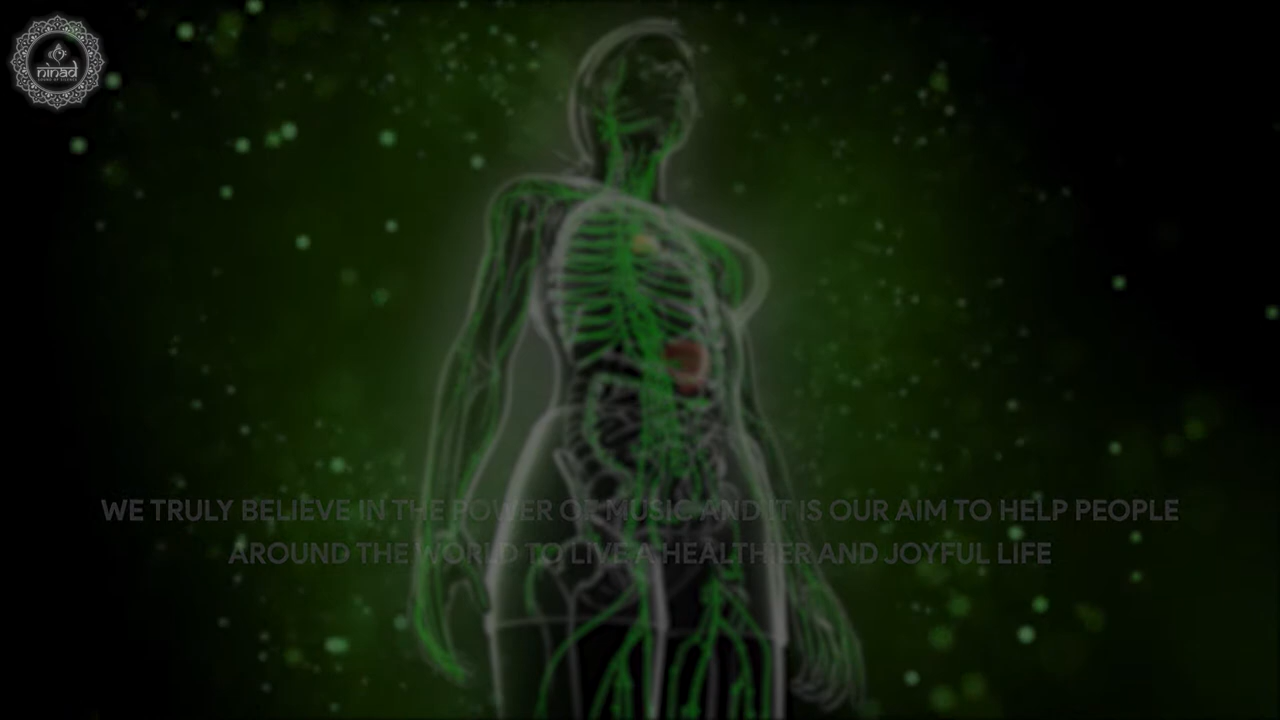 ninad
WE TRULY BELIEVE IN THE POWER OF MUSIC AND IT IS OUR AIM TO HELP PEOPLE
AROUND THE WORLD TO LIVE A HEALTHIER AND JOYFUL LIFE